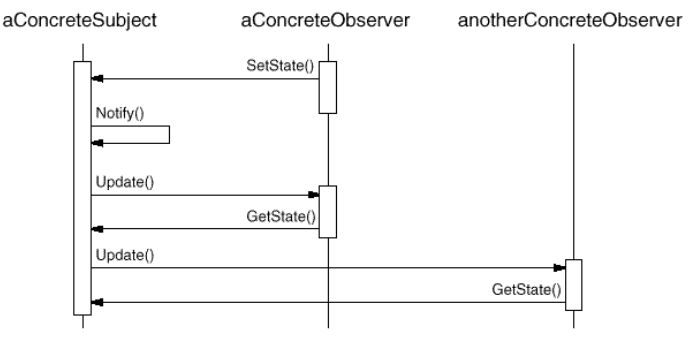 aConcreteSubject aConcreteObserver anotherConcreteObserver
SetState()
Notify()
Update()
GetState()
Update()
GetState()